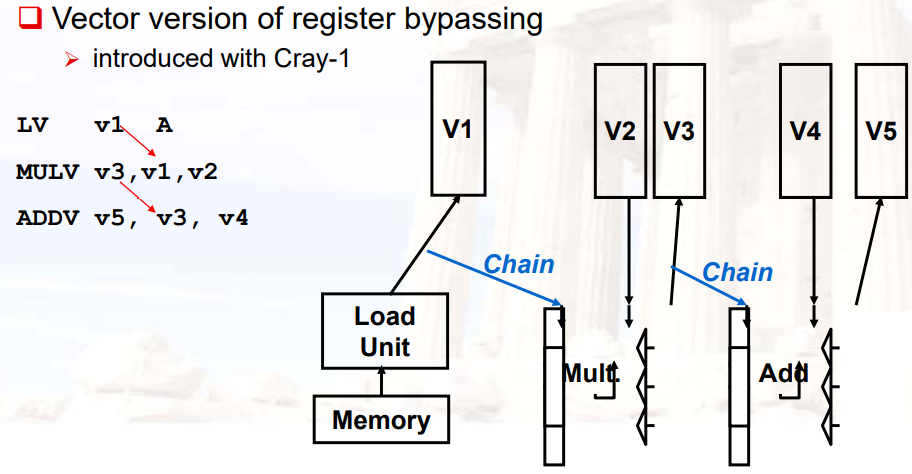 Vector version of register bypassing
introduced with Cray-1
LV v1 A
MULV v3,v1,v2
ADDV v5, v3, v4
V1
V2
V3
V4
V5
Chain
Chain
Load
Unit
Mult.
Add
Memory